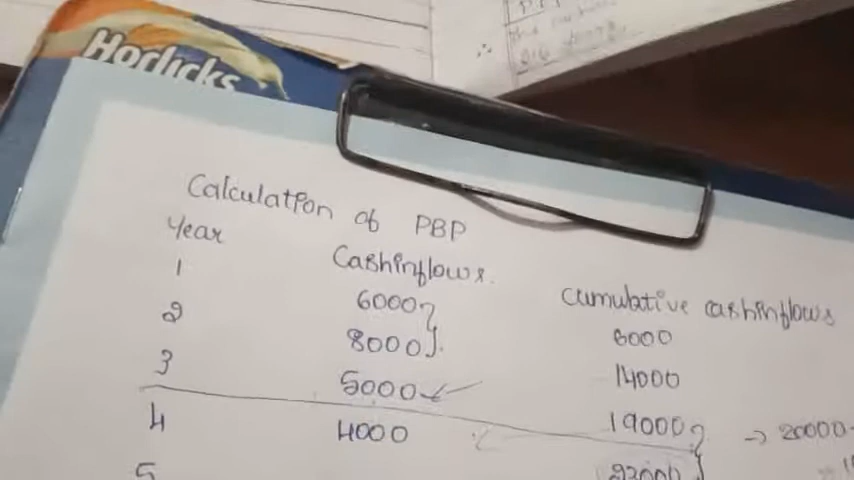 Horlicks
Calculation of PBP
Year Cashinflows. Cumulative cashinflows
1 6000 6000
2 8000 14000
3 5000 19000 → 20000-
4 4000 23000
5